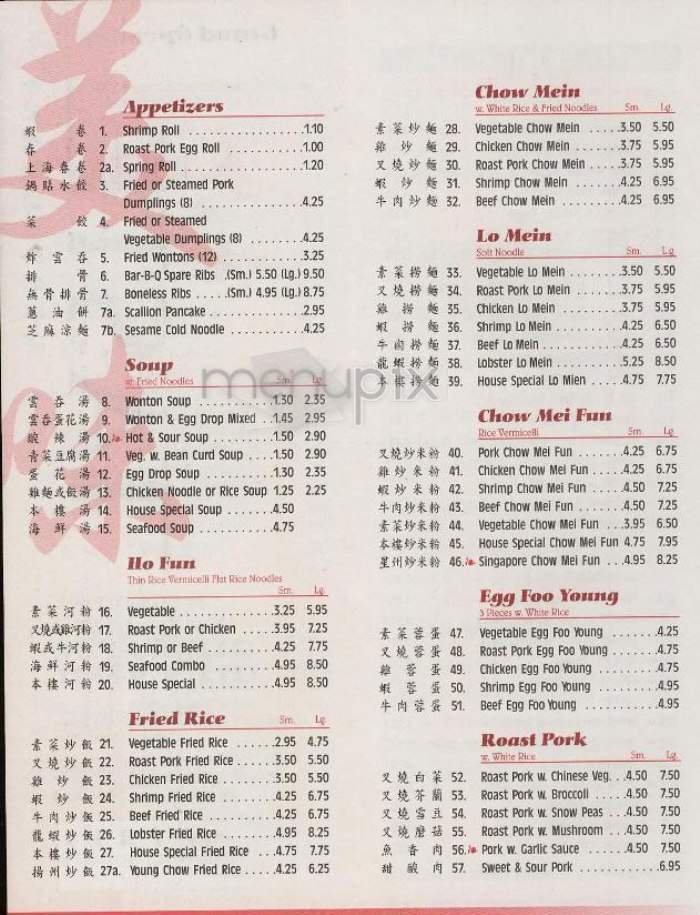 美味
Appetizers
蝦卷 1. Shrimp Roll 1.10
春卷 2. Roast Pork Egg Roll 1.00
上海春卷 2a. Spring Roll 1.20
鍋貼水餃 3. Fried or Steamed Pork
Dumplings (8) 4.25
菜餃 4. Fried or Steamed
Vegetable Dumplings (8) 4.25
炸雲吞 5. Fried Wontons (12) 3.25
排骨 6. Bar-B-Q Spare Ribs .(Sm.) 5.50 (Lg.) 9.50
無骨排骨 7. Boneless Ribs (Sm.) 4.95 (Lg.) 8.75
蔥油餅 7a. Scallion Pancake 2.95
芝麻涼麵 7b. Sesame Cold Noodle 4.25
Soup
w. Fried Noodles Sm. Lg.
雲吞湯 8. Wonton Soup 1.30 2.35
雲吞蛋花湯 9. Wonton & Egg Drop Mixed 1.45 2.95
酸辣湯 10. Hot & Sour Soup 1.50 2.90
青菜豆腐湯 11. Veg. w. Bean Curd Soup 1.50 2.90
蛋花湯 12. Egg Drop Soup 1.30 2.35
雞麵或飯湯 13. Chicken Noodle or Rice Soup 1.25 2.25
本樓湯 14. House Special Soup 4.50
海鮮湯 15. Seafood Soup 4.75
Ho Fun
Thin Rice Vermicelli Flat Rice Noodles
Sm. Lg.
素菜河粉 16. Vegetable 3.25 5.95
叉燒或雞河粉 17. Roast Pork or Chicken 3.95 7.25
蝦或牛河粉 18. Shrimp or Beef 4.25 7.75
海鮮河粉 19. Seafood Combo 4.95 8.50
本樓河粉 20. House Special 4.95 8.50
Fried Rice Sm. Lg.
素菜炒飯 21. Vegetable Fried Rice 2.95 4.75
叉燒炒飯 22. Roast Pork Fried Rice 3.50 5.50
雞炒飯 23. Chicken Fried Rice 3.50 5.50
蝦炒飯 24. Shrimp Fried Rice 4.25 6.75
牛肉炒飯 25. Beef Fried Rice 4.25 6.75
龍蝦炒飯 26. Lobster Fried Rice 4.95 8.25
本樓炒飯 27. House Special Fried Rice 4.75 7.75
揚州炒飯 27a. Young Chow Fried Rice 4.25 6.25
Chow Mein
w. White Rice & Fried Noodles Sm. Lg.
素菜炒麵 28. Vegetable Chow Mein 3.50 5.50
雞炒麵 29. Chicken Chow Mein 3.75 5.95
叉燒炒麵 30. Roast Pork Chow Mein 3.75 5.95
蝦炒麵 31. Shrimp Chow Mein 4.25 6.95
牛肉炒麵 32. Beef Chow Mein 4.25 6.95
Lo Mein
Soft Noodle Sm. Lg.
素菜撈麵 33. Vegetable Lo Mein 3.50 5.50
叉燒撈麵 34. Roast Pork Lo Mein 3.75 5.95
雞撈麵 35. Chicken Lo Mein 3.75 5.95
蝦撈麵 36. Shrimp Lo Mein 4.25 6.50
牛肉撈麵 37. Beef Lo Mein 4.25 6.50
龍蝦撈麵 38. Lobster Lo Mein 5.25 8.50
本樓撈麵 39. House Special Lo Mien 4.75 7.75
Chow Mei Fun
Rice Vermicelli Sm. Lg.
叉燒炒米粉 40. Pork Chow Mei Fun 4.25 6.75
雞炒米粉 41. Chicken Chow Mei Fun 4.25 6.75
蝦炒米粉 42. Shrimp Chow Mei Fun 4.50 7.25
牛肉炒米粉 43. Beef Chow Mei Fun 4.50 7.25
素菜炒米粉 44. Vegetable Chow Mei Fun 3.95 6.50
本樓炒米粉 45. House Special Chow Mei Fun 4.75 7.95
星州炒米粉 46. Singapore Chow Mei Fun 4.95 8.25
Egg Foo Young
3 Pieces w. White Rice
素菜蓉蛋 47. Vegetable Egg Foo Young 4.25
叉燒蓉蛋 48. Roast Pork Egg Foo Young 4.75
雞蓉蛋 49. Chicken Egg Foo Young 4.75
蝦蓉蛋 50. Shrimp Egg Foo Young 4.95
牛肉蓉蛋 51. Beef Egg Foo Young 4.95
Roast Pork
w. White Rice Sm. Lg.
叉燒白菜 52. Roast Pork w. Chinese Veg. 4.50 7.50
叉燒芥蘭 53. Roast Pork w. Broccoli 4.50 7.50
叉燒雪豆 54. Roast Pork w. Snow Peas 4.50 7.50
叉燒磨菇 55. Roast Pork w. Mushroom 4.50 7.50
魚香肉 56. Pork w. Garlic Sauce 4.50 7.50
甜酸肉 57. Sweet & Sour Pork 6.95
menupix